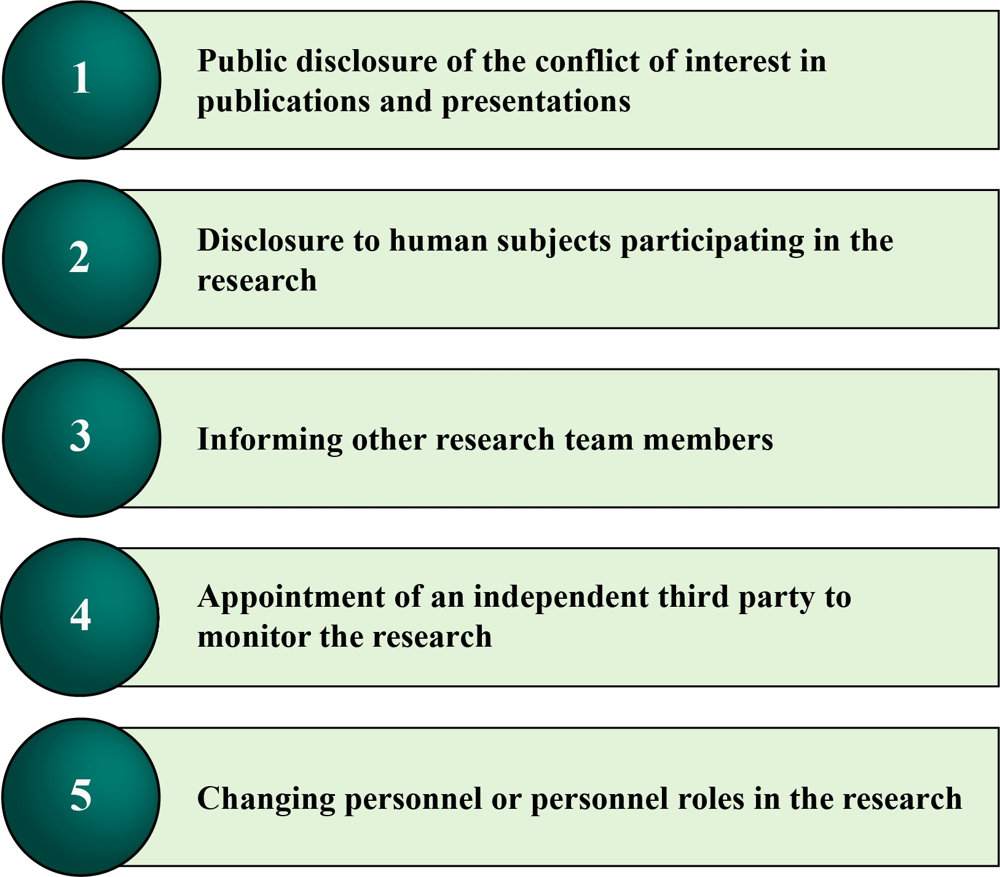 1
Public disclosure of the conflict of interest in
publications and presentations
2
Disclosure to human subjects participating in the
research
3
Informing other research team members
4
Appointment of an independent third party to
monitor the research
5
Changing personnel or personnel roles in the research